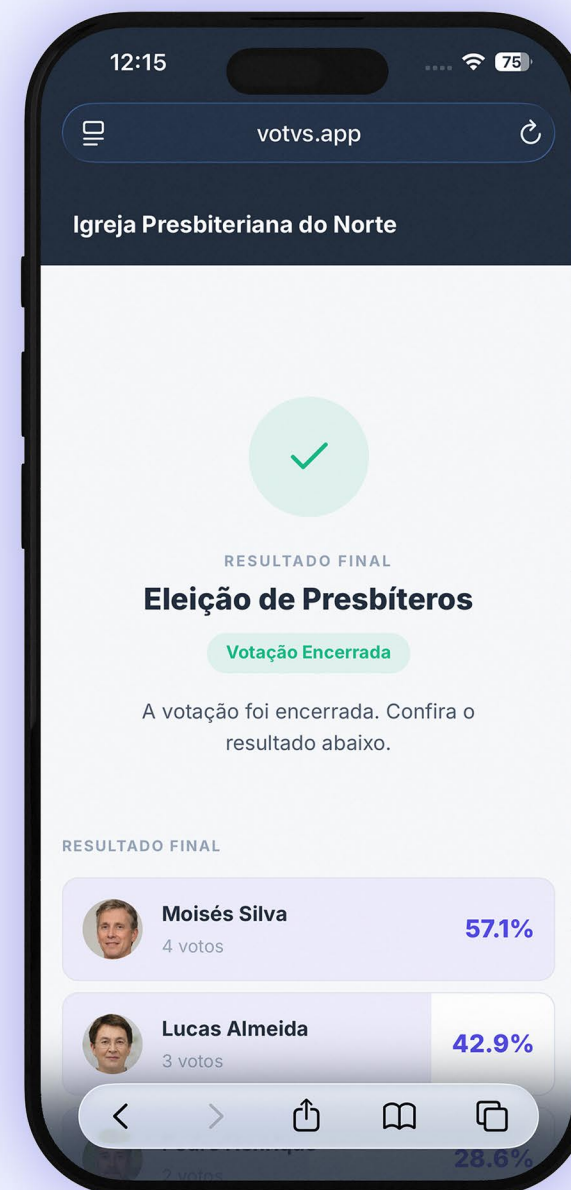 12:15
75
votvs.app
Igreja Presbiteriana do Norte
RESULTADO FINAL
Eleição de Presbíteros
Votação Encerrada
A votação foi encerrada. Confira o
resultado abaixo.
RESULTADO FINAL
Moisés Silva
57.1%
4 votos
Lucas Almeida
42.9%
3 votos
28.6%
2 votos